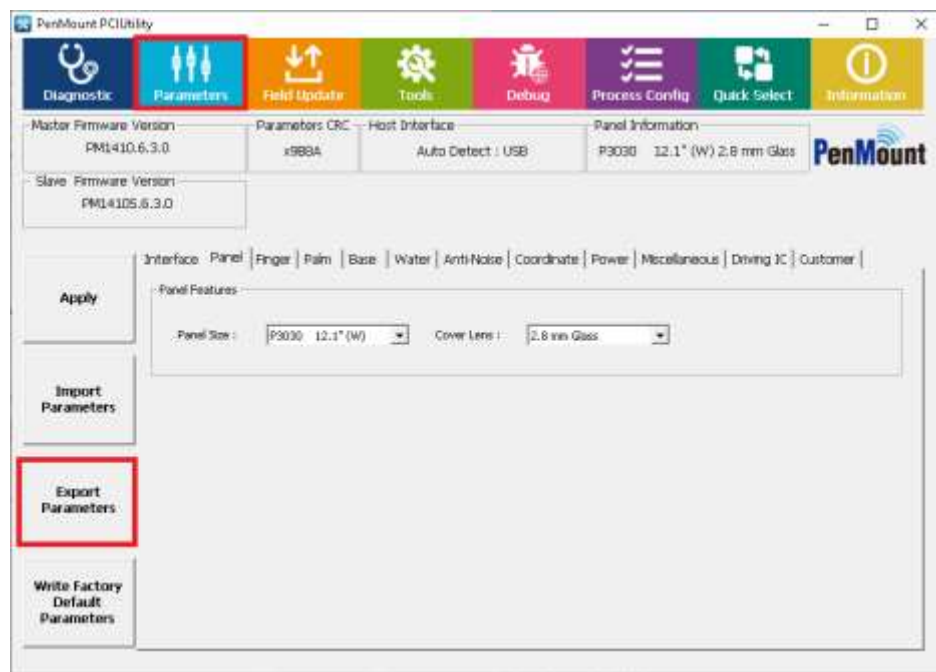 PenMount PCIUtility
Diagnostic
Parameters
Field Update
Tools
Debug
Process Config
Quick Select
Information
Master Firmware Version
PM1410.6.3.0
Parameters CRC
x9BBA
Host Interface
Auto Detect : USB
Panel Information
P3030 12.1" (W) 2.8 mm Glass
PenMount
Slave Firmware Version
PM14105.6.3.0
Interface Panel Finger Palm Base Water Anti-Noise Coordinate Power Miscellaneous Driving IC Customer
Apply
Panel Features
Panel Size : P3030 12.1" (W) Cover Lens : 2.8 mm Glass
Import
Parameters
Export
Parameters
Write Factory
Default
Parameters